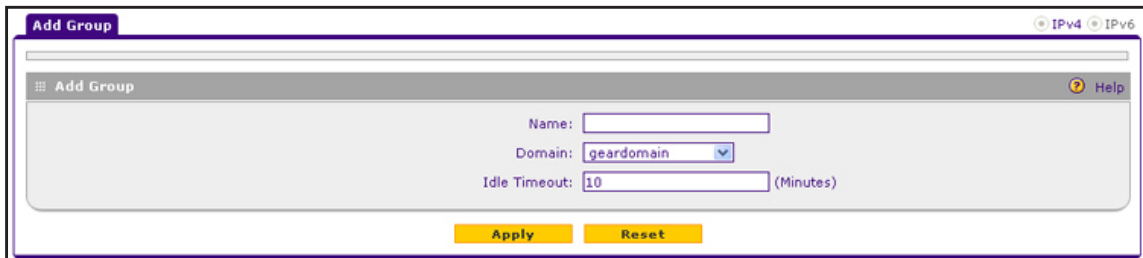 Add Group
IPv4 IPv6
Add Group
Help
Name:
Domain: geardomain
Idle Timeout: 10 (Minutes)
Apply Reset